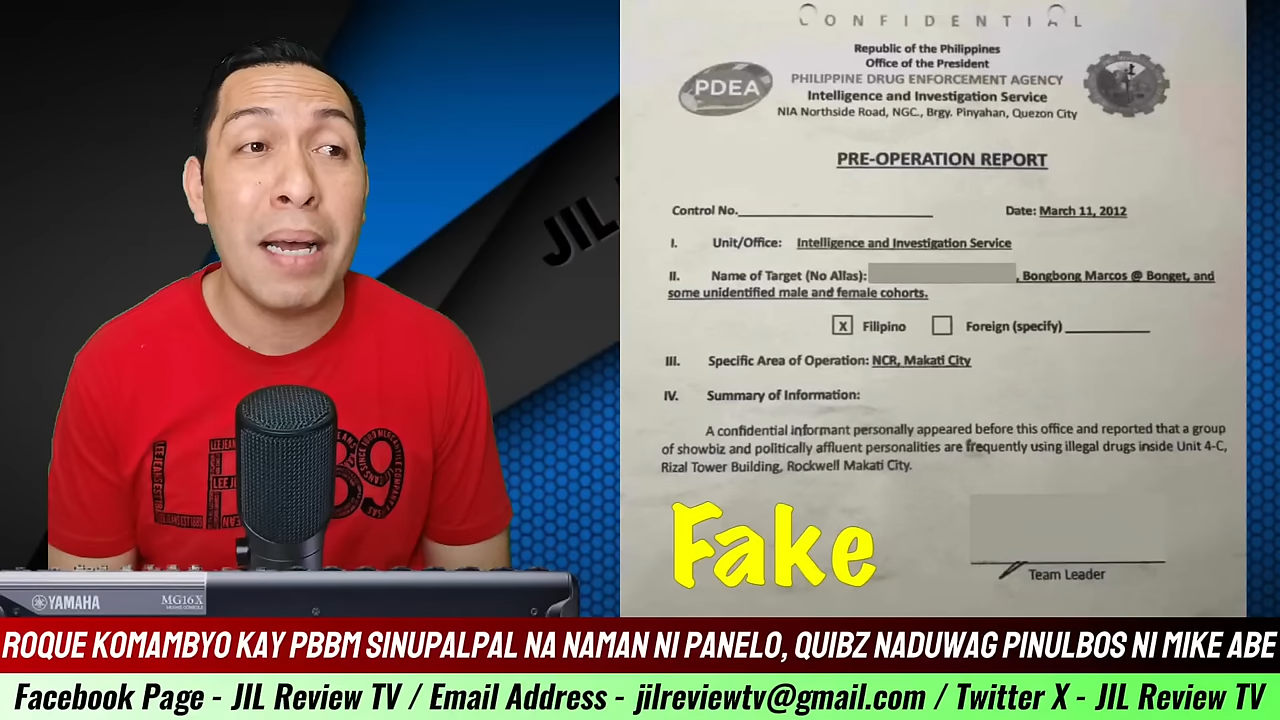 CONFIDENTIAL
Republic of the Philippines
Office of the President
PHILIPPINE DRUG ENFORCEMENT AGENCY
Intelligence and Investigation Service
NIA Northside Road, NGC., Brgy. Pinyahan, Quezon City
PDEA
PRE-OPERATION REPORT
Control No.
Date: March 11, 2012
I. Unit/Office: Intelligence and Investigation Service
II. Name of Target (No Alias): , Bongbong Marcos @ Bonget, and
some unidentified male and female cohorts.
X Filipino Foreign (specify)
III. Specific Area of Operation: NCR, Makati City
IV. Summary of Information:
A confidential informant personally appeared before this office and reported that a group
of showbiz and politically affluent personalities are frequently using illegal drugs inside Unit 4-C,
Rizal Tower Building, Rockwell Makati City.
Fake
Team Leader
JIL
YAMAHA
MG16X
ROQUE KOMAMBYO KAY PBBM SINUPALPAL NA NAMAN NI PANELO, QUIBZ NADUWAG PINULBOS NI MIKE ABE
Facebook Page - JIL Review TV / Email Address - jilreviewtv@gmail.com / Twitter X - JIL Review TV